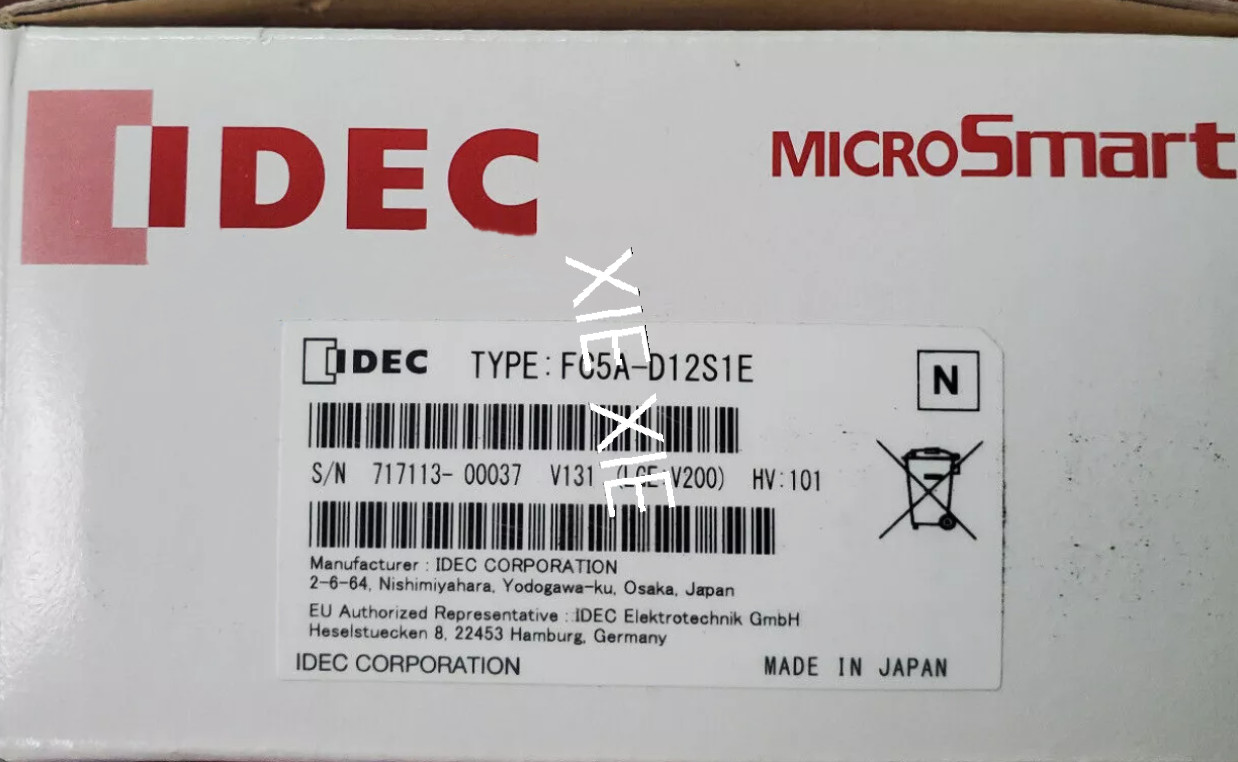 IDEC
MICROSmart
XIE XIE
IDEC TYPE: FC5A-D12S1E
N
S/N 717113- 00037 V131 (LGE:V200) HV:101
Manufacturer : IDEC CORPORATION
2-6-64, Nishimiyahara, Yodogawa-ku, Osaka, Japan
EU Authorized Representative : IDEC Elektrotechnik GmbH
Heselstuecken 8, 22453 Hamburg, Germany
IDEC CORPORATION MADE IN JAPAN